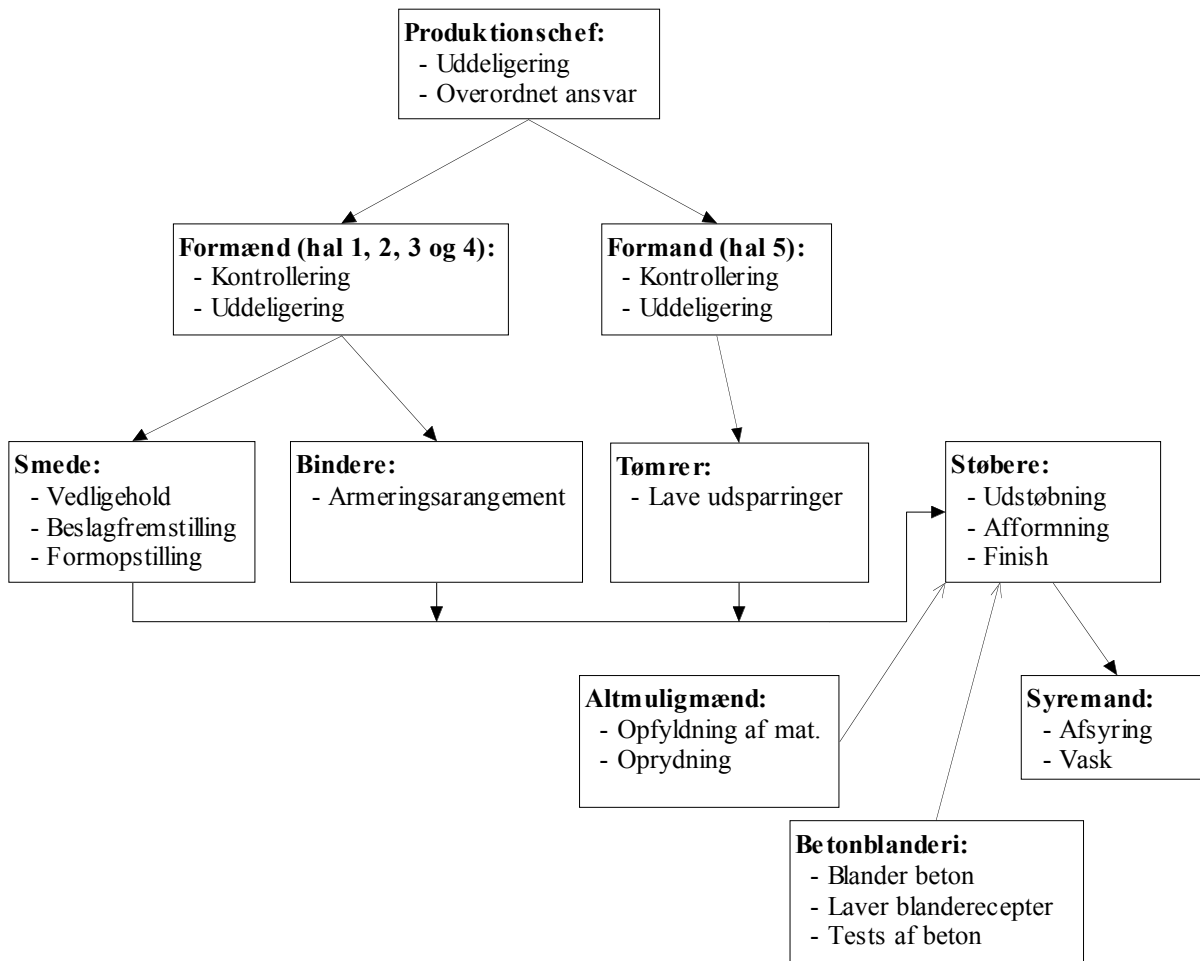 Produktionschef:
- Uddeligering
- Overordnet ansvar
Formænd (hal 1, 2, 3 og 4):
- Kontrollering
- Uddeligering
Formand (hal 5):
- Kontrollering
- Uddeligering
Smede:
- Vedligehold
- Beslagfremstilling
- Formopstilling
Bindere:
- Armeringsarangement
Tømrer:
- Lave udsparringer
Støbere:
- Udstøbning
- Afformning
- Finish
Altmuligmænd:
- Opfyldning af mat.
- Oprydning
Syremand:
- Afsyring
- Vask
Betonblanderi:
- Blander beton
- Laver blanderecepter
- Tests af beton